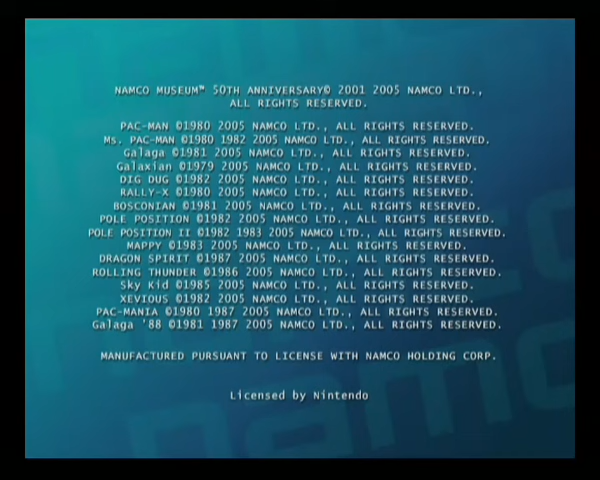 NAMCO MUSEUM™ 50TH ANNIVERSARY© 2001 2005 NAMCO LTD.,
ALL RIGHTS RESERVED.
PAC-MAN ©1980 2005 NAMCO LTD., ALL RIGHTS RESERVED.
Ms. PAC-MAN ©1980 1982 2005 NAMCO LTD., ALL RIGHTS RESERVED.
Galaga ©1981 2005 NAMCO LTD., ALL RIGHTS RESERVED.
Galaxian ©1979 2005 NAMCO LTD., ALL RIGHTS RESERVED.
DIG DUG ©1982 2005 NAMCO LTD., ALL RIGHTS RESERVED.
RALLY-X ©1980 2005 NAMCO LTD., ALL RIGHTS RESERVED.
BOSCONIAN ©1981 2005 NAMCO LTD., ALL RIGHTS RESERVED.
POLE POSITION ©1982 2005 NAMCO LTD., ALL RIGHTS RESERVED.
POLE POSITION II ©1982 1983 2005 NAMCO LTD., ALL RIGHTS RESERVED.
MAPPY ©1983 2005 NAMCO LTD., ALL RIGHTS RESERVED.
DRAGON SPIRIT ©1987 2005 NAMCO LTD., ALL RIGHTS RESERVED.
ROLLING THUNDER ©1986 2005 NAMCO LTD., ALL RIGHTS RESERVED.
Sky Kid ©1985 2005 NAMCO LTD., ALL RIGHTS RESERVED.
XEVIOUS ©1982 2005 NAMCO LTD., ALL RIGHTS RESERVED.
PAC-MANIA ©1980 1987 2005 NAMCO LTD., ALL RIGHTS RESERVED.
Galaga '88 ©1981 1987 2005 NAMCO LTD., ALL RIGHTS RESERVED.
MANUFACTURED PURSUANT TO LICENSE WITH NAMCO HOLDING CORP.
Licensed by Nintendo
namco